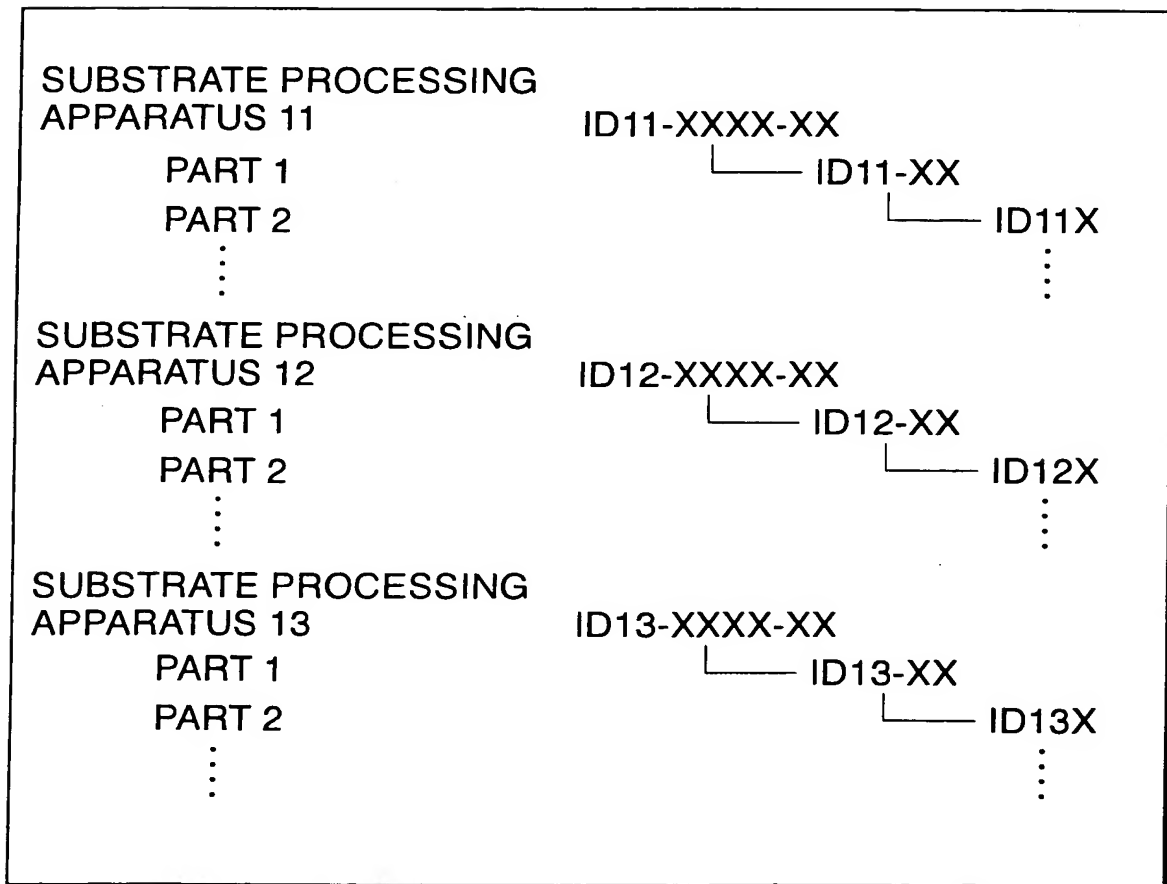 SUBSTRATE PROCESSING
APPARATUS 11 ID11-XXXX-XX
PART 1 ID11-XX
PART 2 ID11X
SUBSTRATE PROCESSING
APPARATUS 12 ID12-XXXX-XX
PART 1 ID12-XX
PART 2 ID12X
SUBSTRATE PROCESSING
APPARATUS 13 ID13-XXXX-XX
PART 1 ID13-XX
PART 2 ID13X